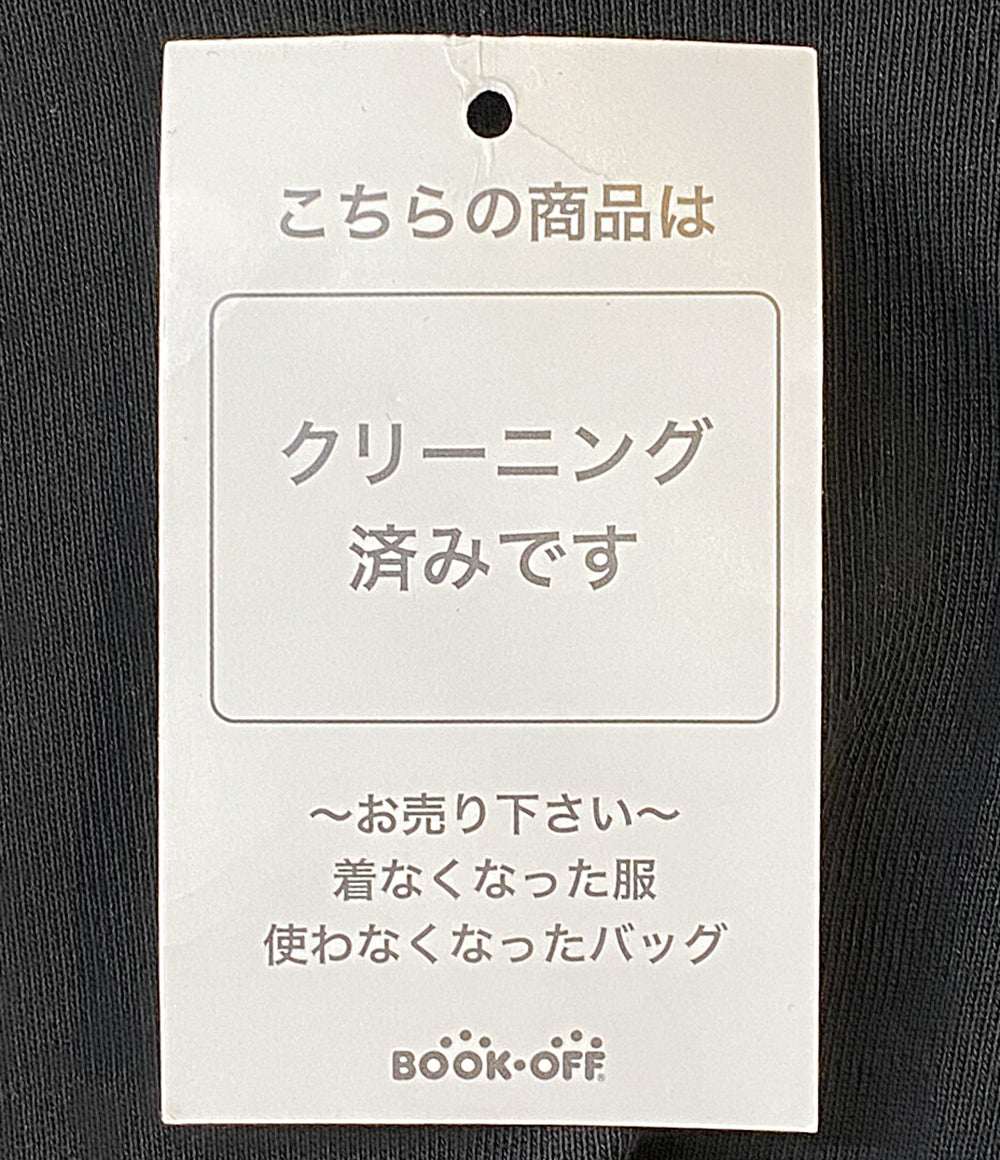 こちらの商品は
クリーニング
済みです
～お売り下さい～
着なくなった服
使わなくなったバッグ
BOOK・OFF®